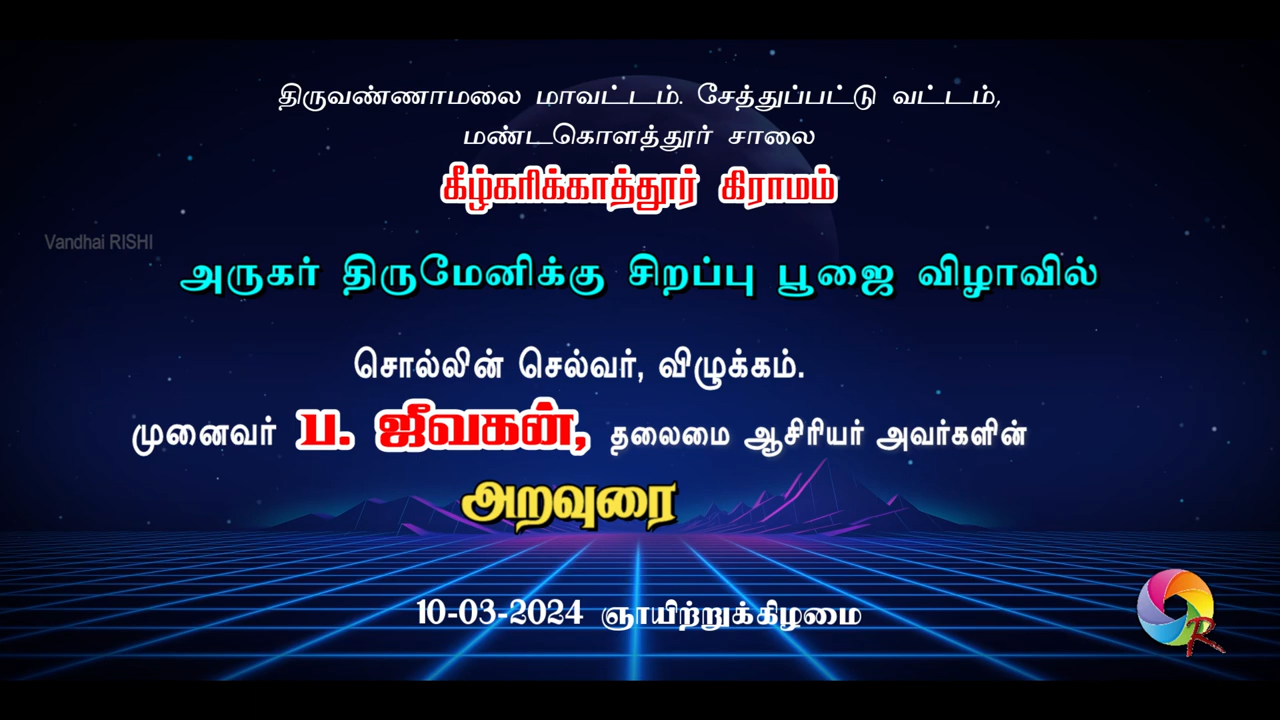 திருவண்ணாமலை மாவட்டம். சேத்துப்பட்டு வட்டம்,
மண்டகொளத்தூர் சாலை
கீழ்கரிக்காத்தூர் கிராமம்
Vandhai RISHI
அருகர் திருமேனிக்கு சிறப்பு பூஜை விழாவில்
சொல்லின் செல்வர், விழுக்கம்.
முனைவர் ப. ஜீவகன், தலைமை ஆசிரியர் அவர்களின்
அறவுரை
10-03-2024 ஞாயிற்றுக்கிழமை
R